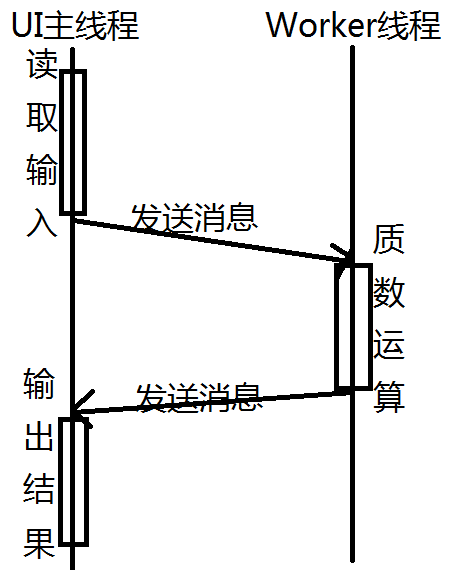 UI主线程
Worker线程
读取输入
发送消息
质数运算
发送消息
输出结果